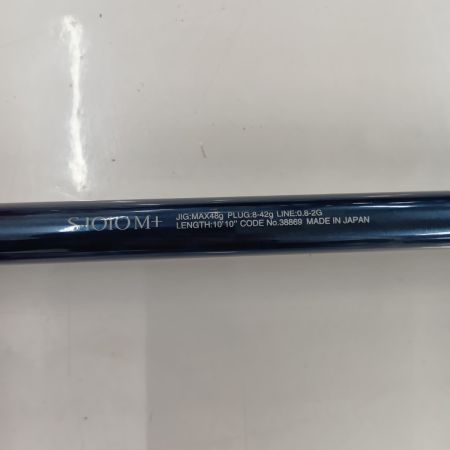 S1010M+
JIG:MAX48g PLUG:8-42g LINE:0.8-2G
LENGTH:10'10" CODE No.38869 MADE IN JAPAN